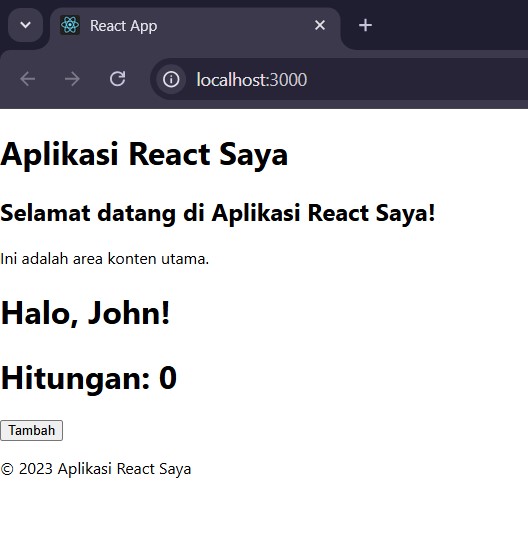 React App
localhost:3000
Aplikasi React Saya
Selamat datang di Aplikasi React Saya!
Ini adalah area konten utama.
Halo, John!
Hitungan: 0
Tambah
© 2023 Aplikasi React Saya